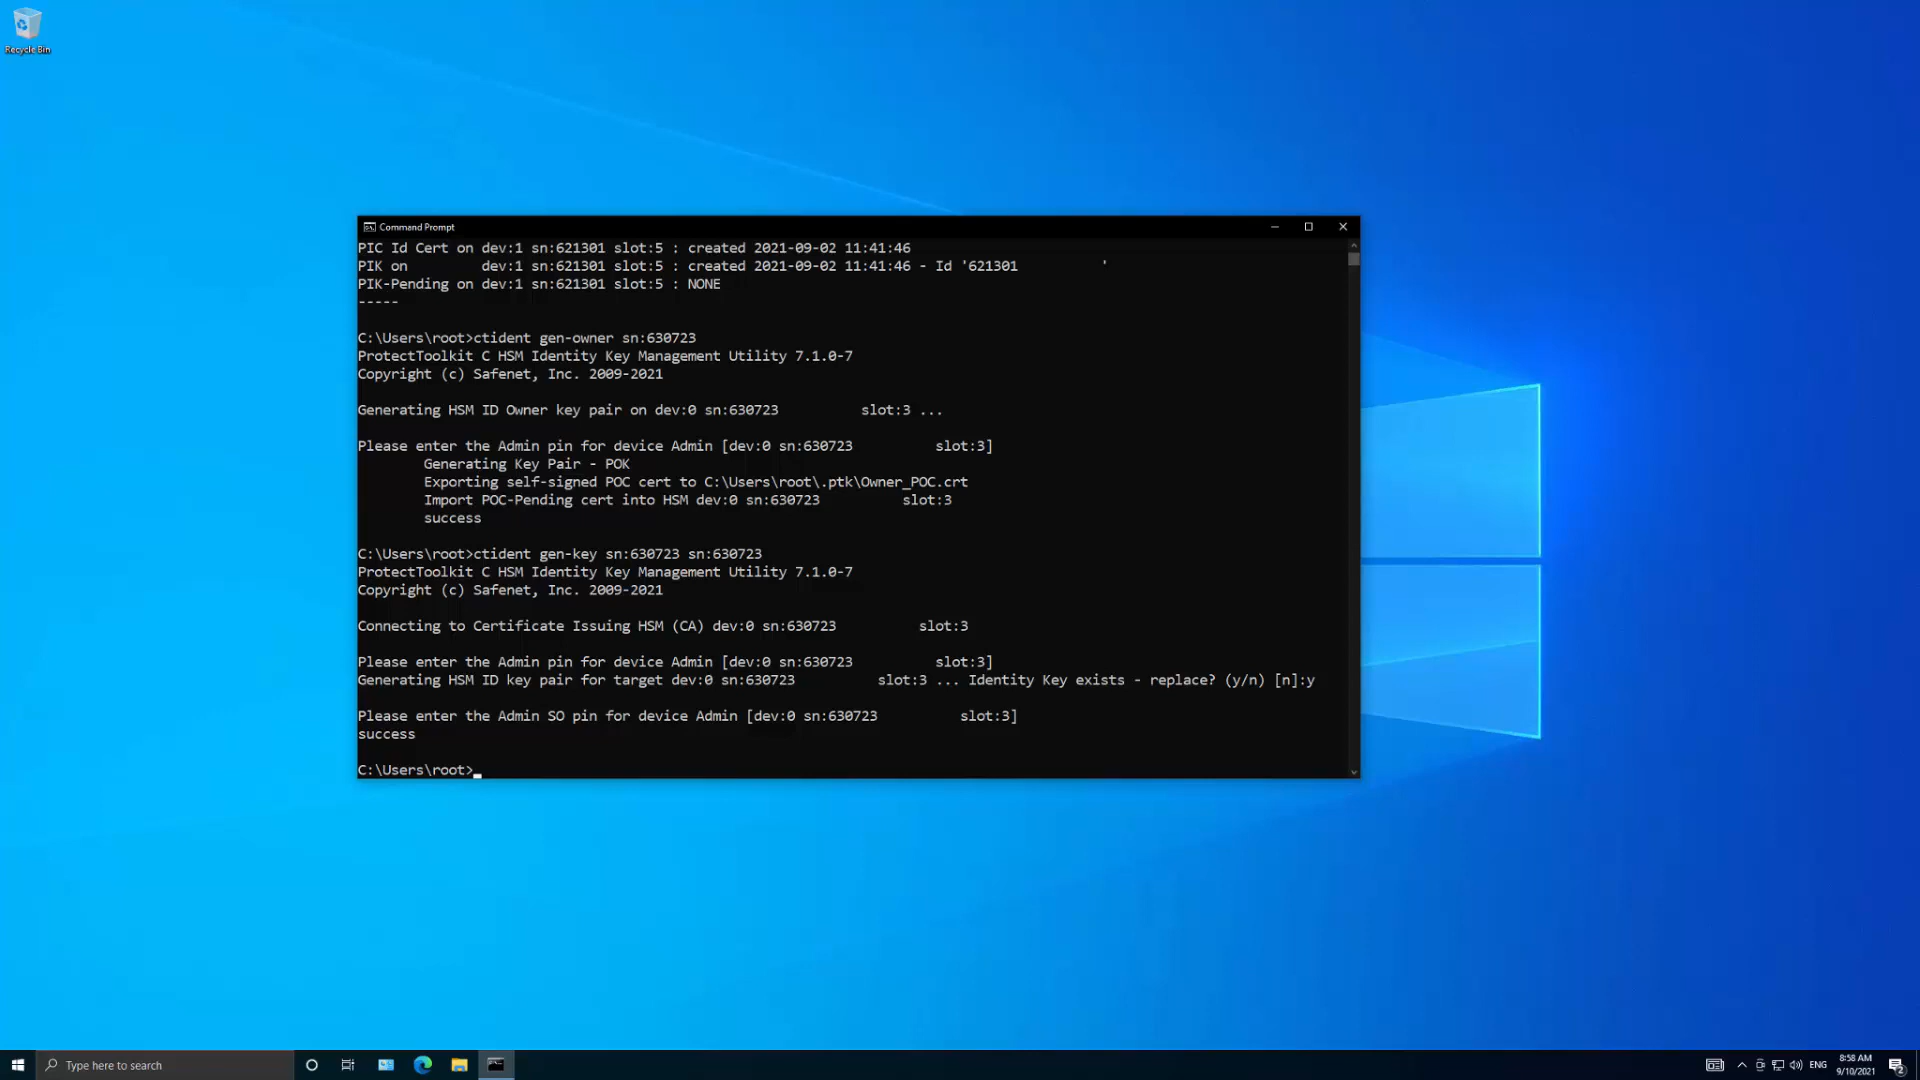 Recycle Bin
Command Prompt
PIC Id Cert on dev:1 sn:621301 slot:5 : created 2021-09-02 11:41:46
PIK on         dev:1 sn:621301 slot:5 : created 2021-09-02 11:41:46 - Id '621301          '
PIK-Pending on dev:1 sn:621301 slot:5 : NONE
-----
C:\Users\root>ctident gen-owner sn:630723
ProtectToolkit C HSM Identity Key Management Utility 7.1.0-7
Copyright (c) Safenet, Inc. 2009-2021
Generating HSM ID Owner key pair on dev:0 sn:630723          slot:3 ...
Please enter the Admin pin for device Admin [dev:0 sn:630723          slot:3]
        Generating Key Pair - POK
        Exporting self-signed POC cert to C:\Users\root\.ptk\Owner_POC.crt
        Import POC-Pending cert into HSM dev:0 sn:630723          slot:3
        success
C:\Users\root>ctident gen-key sn:630723 sn:630723
ProtectToolkit C HSM Identity Key Management Utility 7.1.0-7
Copyright (c) Safenet, Inc. 2009-2021
Connecting to Certificate Issuing HSM (CA) dev:0 sn:630723          slot:3
Please enter the Admin pin for device Admin [dev:0 sn:630723          slot:3]
Generating HSM ID key pair for target dev:0 sn:630723          slot:3 ... Identity Key exists - replace? (y/n) [n]:y
Please enter the Admin SO pin for device Admin [dev:0 sn:630723          slot:3]
success
C:\Users\root>_
Type here to search
ENG
8:58 AM
9/10/2021
2